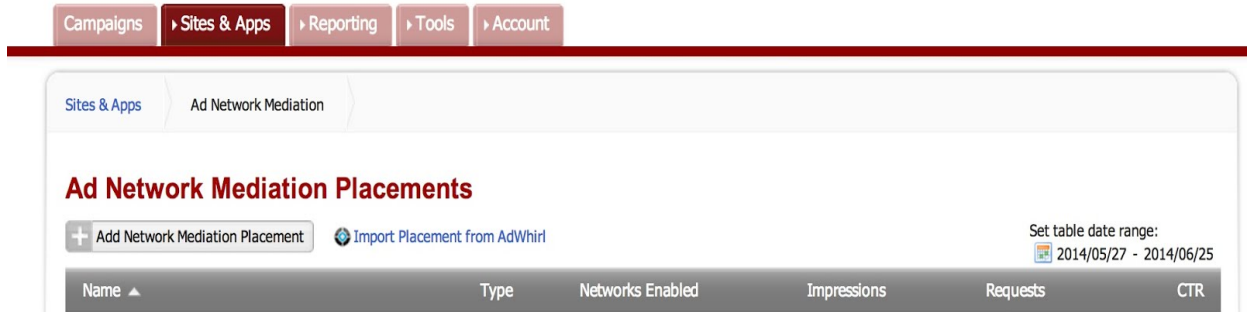 Campaigns Sites & Apps Reporting Tools Account
Sites & Apps Ad Network Mediation
Ad Network Mediation Placements
Add Network Mediation Placement Import Placement from AdWhirl
Set table date range:
2014/05/27 - 2014/06/25
Name Type Networks Enabled Impressions Requests CTR